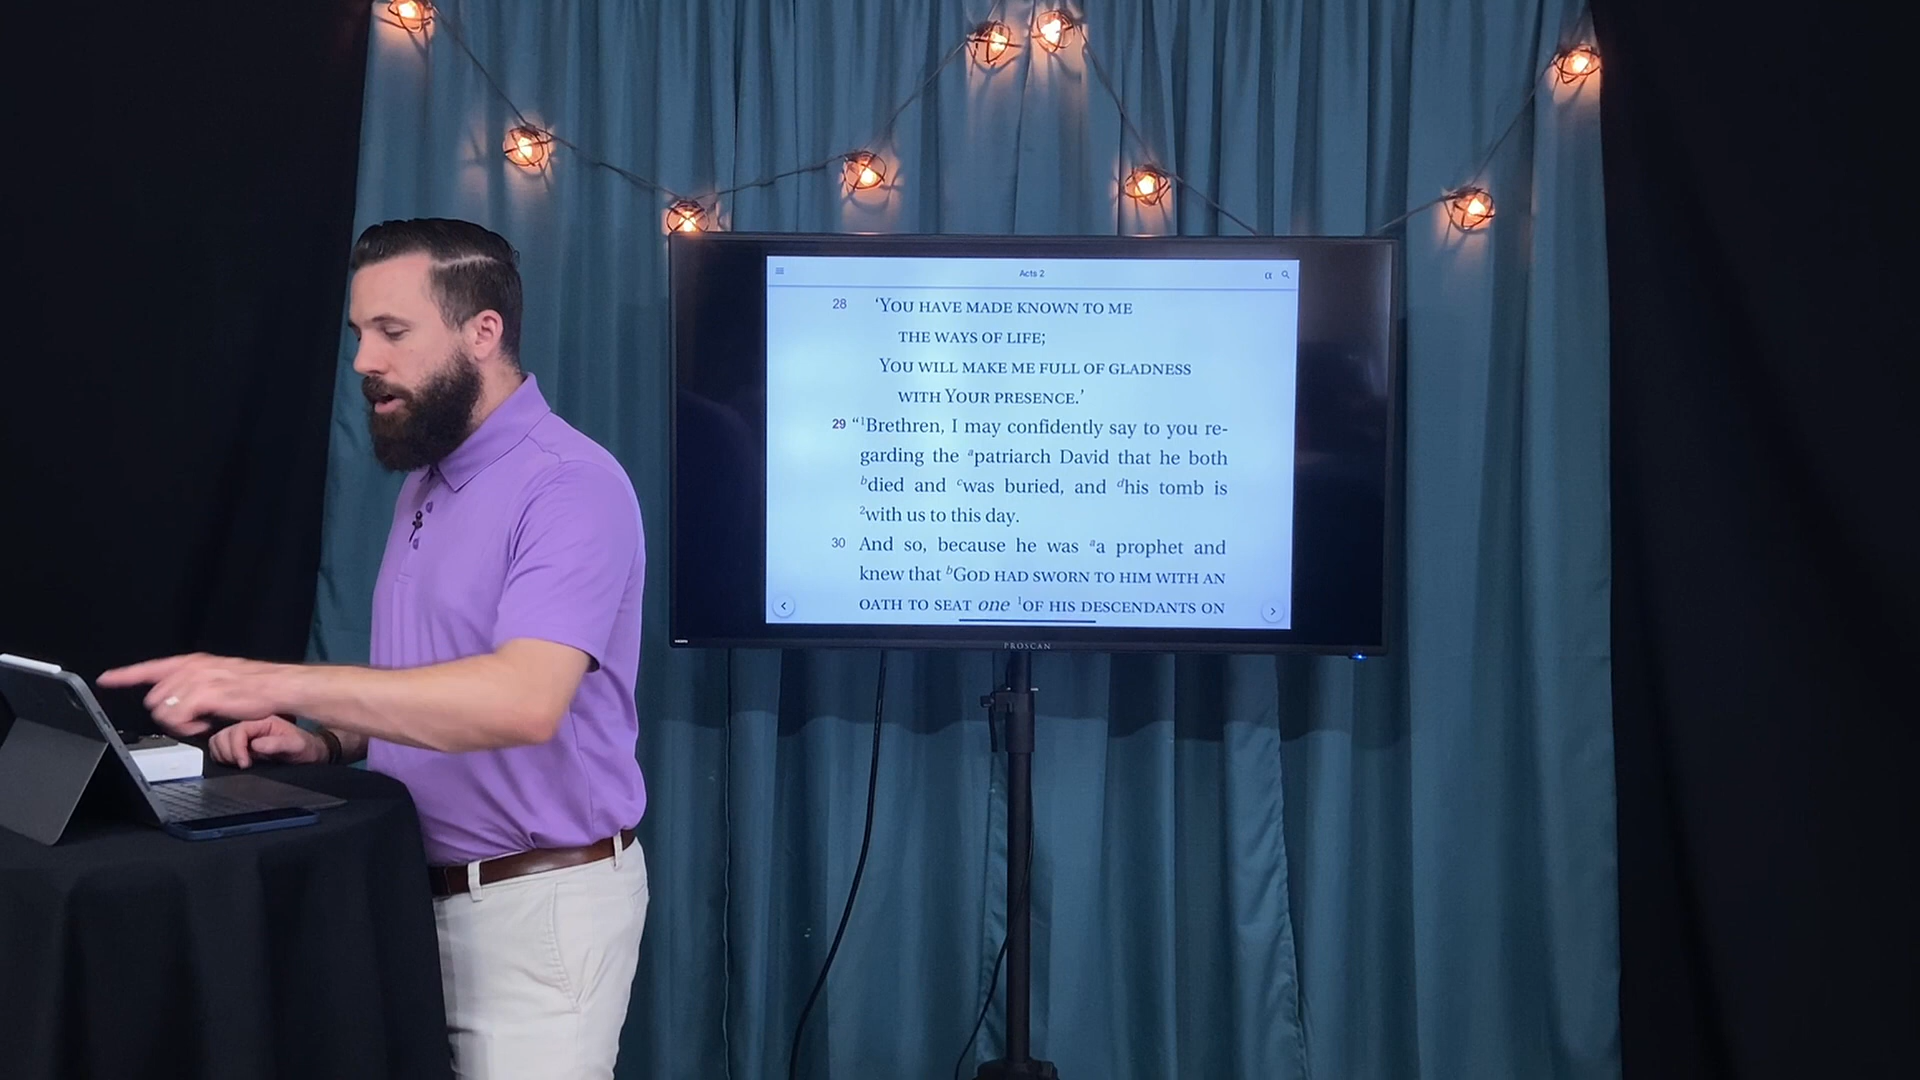 Acts 2
α
28 ‘YOU HAVE MADE KNOWN TO ME
THE WAYS OF LIFE;
YOU WILL MAKE ME FULL OF GLADNESS
WITH YOUR PRESENCE.’
29 “¹Brethren, I may confidently say to you re-
garding the ᵃpatriarch David that he both
ᵇdied and ᶜwas buried, and ᵈhis tomb is
²with us to this day.
30 And so, because he was ᵃa prophet and
knew that ᵇGOD HAD SWORN TO HIM WITH AN
OATH TO SEAT one ¹OF HIS DESCENDANTS ON
PROSCAN